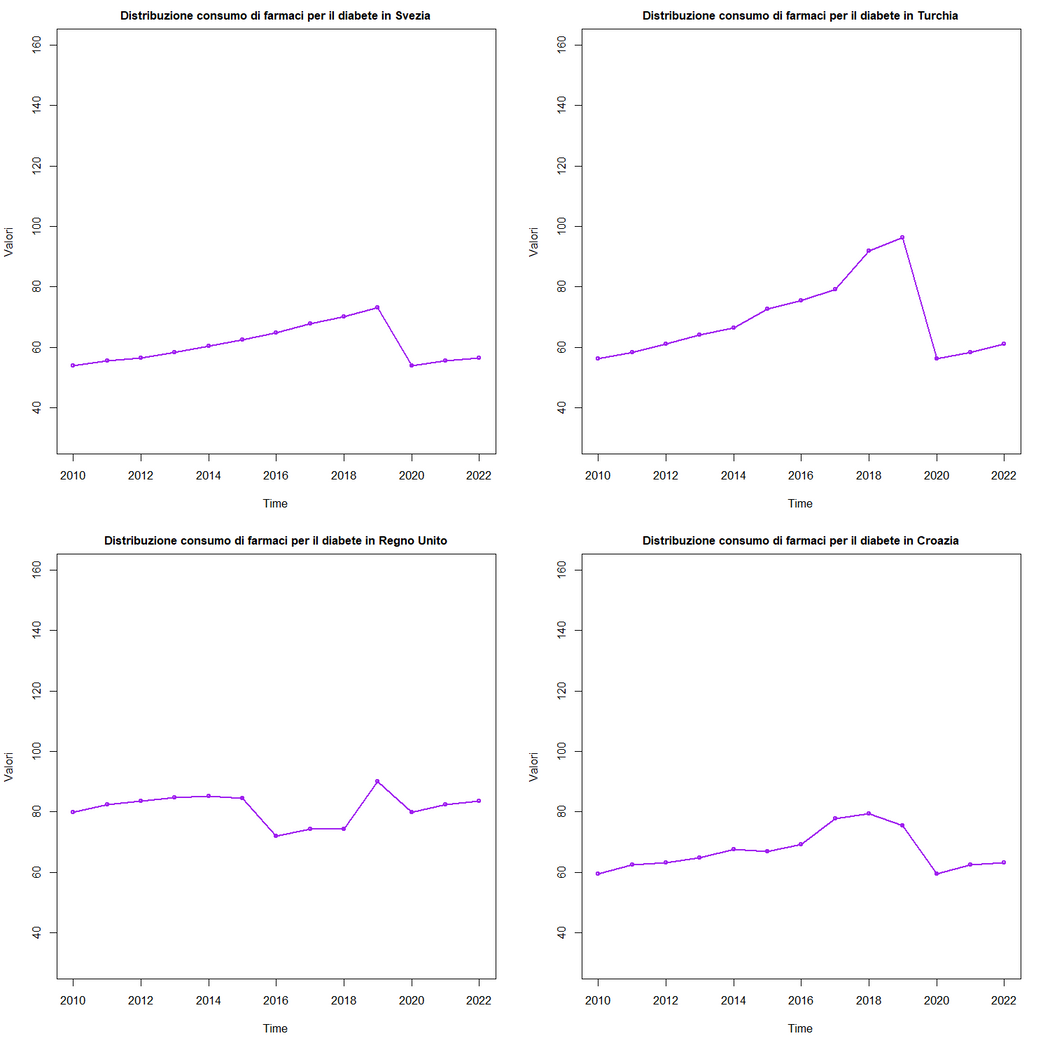 Distribuzione consumo di farmaci per il diabete in Svezia
Valori
160
140
120
100
80
60
40
2010 2012 2014 2016 2018 2020 2022
Time
Distribuzione consumo di farmaci per il diabete in Turchia
Valori
160
140
120
100
80
60
40
2010 2012 2014 2016 2018 2020 2022
Time
Distribuzione consumo di farmaci per il diabete in Regno Unito
Valori
160
140
120
100
80
60
40
2010 2012 2014 2016 2018 2020 2022
Time
Distribuzione consumo di farmaci per il diabete in Croazia
Valori
160
140
120
100
80
60
40
2010 2012 2014 2016 2018 2020 2022
Time